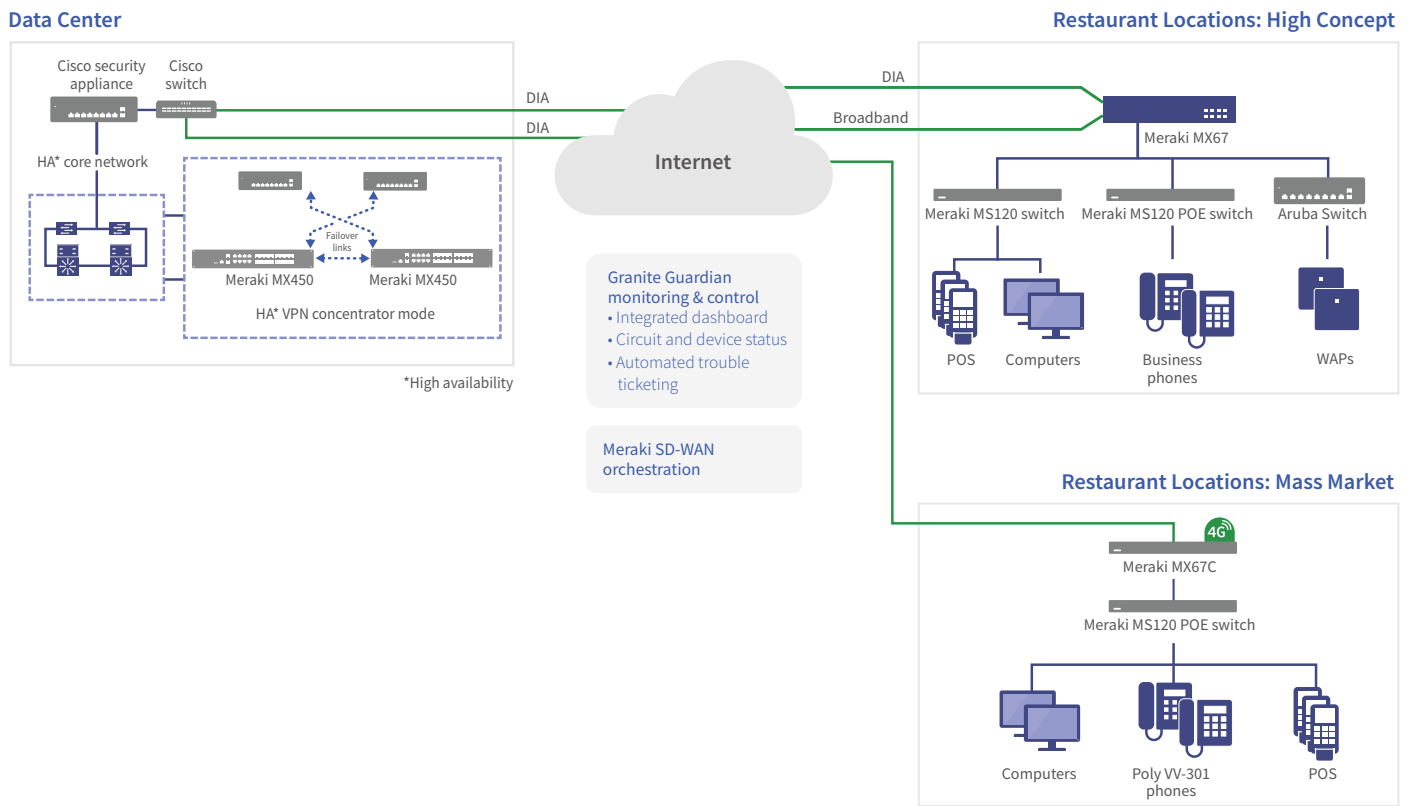 Data Center
Cisco security
appliance
Cisco
switch
HA* core network
Failover
links
Meraki MX450
Meraki MX450
HA* VPN concentrator mode
*High availability
DIA
DIA
Internet
Granite Guardian
monitoring & control
• Integrated dashboard
• Circuit and device status
• Automated trouble
ticketing
Meraki SD-WAN
orchestration
Restaurant Locations: High Concept
DIA
Broadband
Meraki MX67
Meraki MS120 switch
Meraki MS120 POE switch
Aruba Switch
POS
Computers
Business
phones
WAPs
Restaurant Locations: Mass Market
4G
Meraki MX67C
Meraki MS120 POE switch
Computers
Poly VV-301
phones
POS